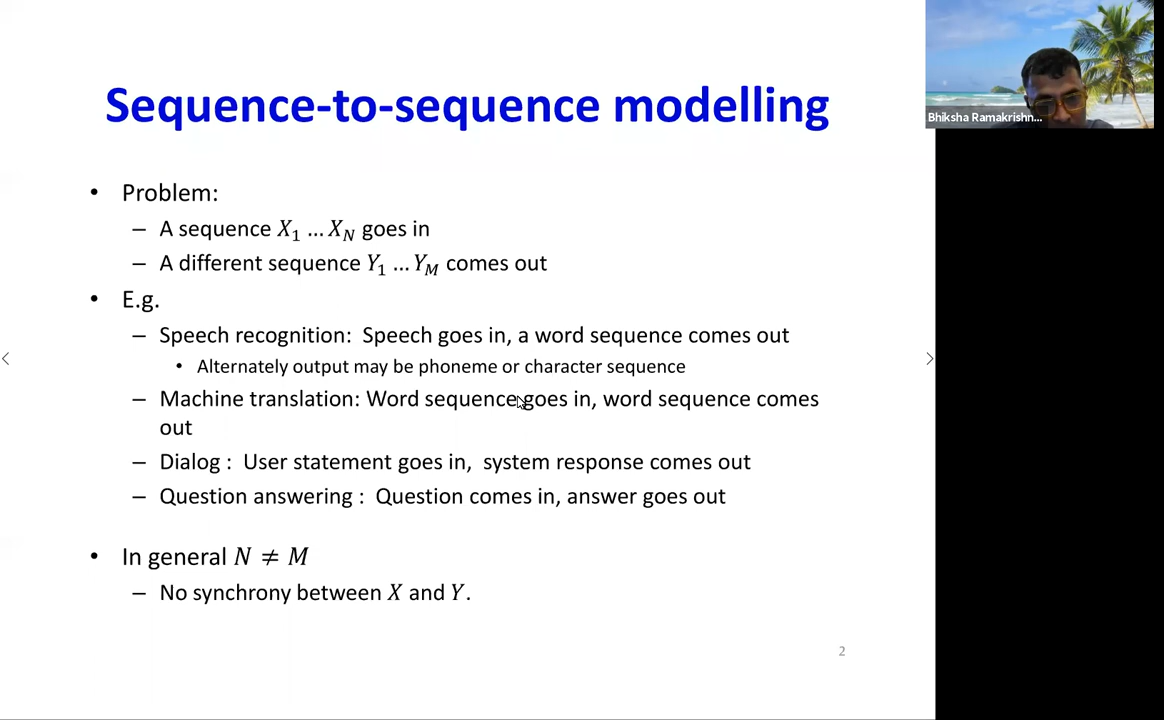 Sequence-to-sequence modelling
Bhiksha Ramakrishn...
• Problem:
– A sequence X₁ … X_N goes in
– A different sequence Y₁ … Y_M comes out
• E.g.
– Speech recognition: Speech goes in, a word sequence comes out
• Alternately output may be phoneme or character sequence
– Machine translation: Word sequence goes in, word sequence comes
out
– Dialog : User statement goes in, system response comes out
– Question answering : Question comes in, answer goes out
• In general N ≠ M
– No synchrony between X and Y.
2